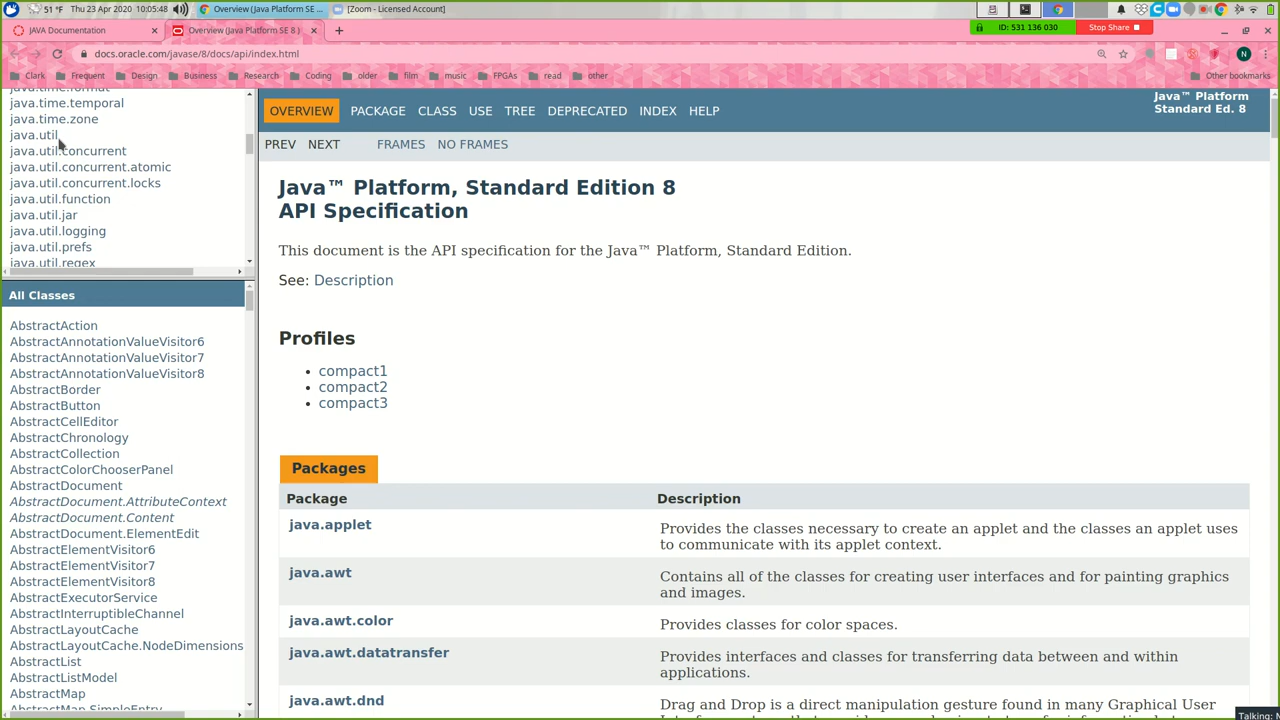 51 °F Thu 23 Apr 2020 10:05:48 Overview (Java Platform SE ... [Zoom - Licensed Account]
JAVA Documentation Overview (Java Platform SE 8 ) ID: 531 136 030 Stop Share
docs.oracle.com/javase/8/docs/api/index.html N
Clark Frequent Design Business Research Coding older film music FPGAs read other Other bookmarks
java.time.format
java.time.temporal
java.time.zone
java.util
java.util.concurrent
java.util.concurrent.atomic
java.util.concurrent.locks
java.util.function
java.util.jar
java.util.logging
java.util.prefs
java.util.regex
All Classes
AbstractAction
AbstractAnnotationValueVisitor6
AbstractAnnotationValueVisitor7
AbstractAnnotationValueVisitor8
AbstractBorder
AbstractButton
AbstractCellEditor
AbstractChronology
AbstractCollection
AbstractColorChooserPanel
AbstractDocument
AbstractDocument.AttributeContext
AbstractDocument.Content
AbstractDocument.ElementEdit
AbstractElementVisitor6
AbstractElementVisitor7
AbstractElementVisitor8
AbstractExecutorService
AbstractInterruptibleChannel
AbstractLayoutCache
AbstractLayoutCache.NodeDimensions
AbstractList
AbstractListModel
AbstractMap
AbstractMap.SimpleEntry
OVERVIEW PACKAGE CLASS USE TREE DEPRECATED INDEX HELP
Java™ Platform
Standard Ed. 8
PREV NEXT FRAMES NO FRAMES
Java™ Platform, Standard Edition 8
API Specification
This document is the API specification for the Java™ Platform, Standard Edition.
See: Description
Profiles
• compact1
• compact2
• compact3
Packages
Package Description
java.applet Provides the classes necessary to create an applet and the classes an applet uses
to communicate with its applet context.
java.awt Contains all of the classes for creating user interfaces and for painting graphics
and images.
java.awt.color Provides classes for color spaces.
java.awt.datatransfer Provides interfaces and classes for transferring data between and within
applications.
java.awt.dnd Drag and Drop is a direct manipulation gesture found in many Graphical User
Talking: